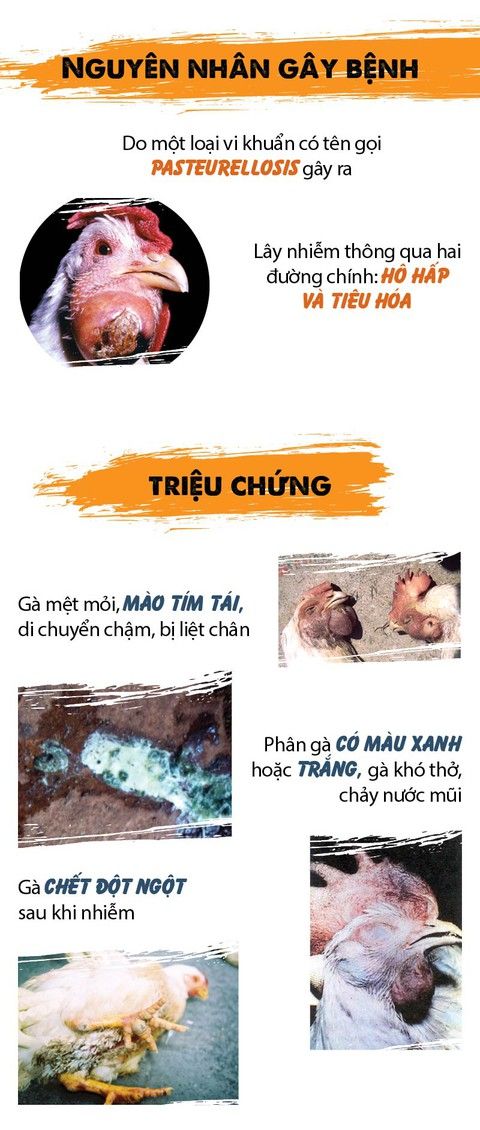 NGUYÊN NHÂN GÂY BỆNH
Do một loại vi khuẩn có tên gọi
PASTEURELLOSIS gây ra
Lây nhiễm thông qua hai
đường chính: HÔ HẤP
VÀ TIÊU HÓA
TRIỆU CHỨNG
Gà mệt mỏi, MÀO TÍM TÁI,
di chuyển chậm, bị liệt chân
Phân gà CÓ MÀU XANH
hoặc TRẮNG, gà khó thở,
chảy nước mũi
Gà CHẾT ĐỘT NGỘT
sau khi nhiễm